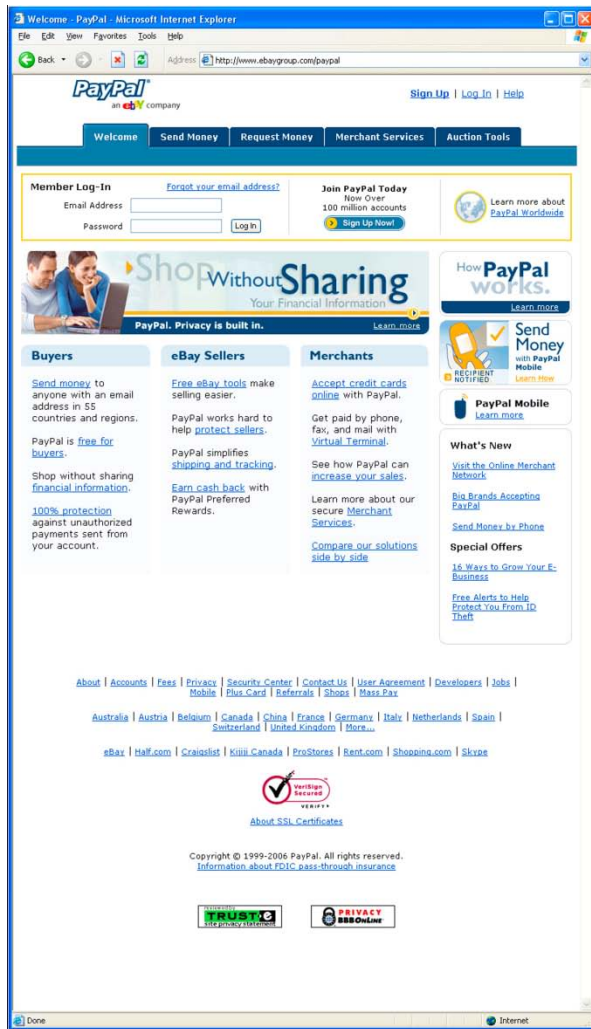 Welcome - PayPal - Microsoft Internet Explorer
File Edit View Favorites Tools Help
Back Address http://www.ebaygroup.com/paypal
PayPal
an ebY company
Sign Up | Log In | Help
Welcome Send Money Request Money Merchant Services Auction Tools
Member Log-In Forgot your email address?
Email Address
Password Log In
Join PayPal Today
Now Over
100 million accounts
Sign Up Now!
Learn more about
PayPal Worldwide
Shop Without Sharing
Your Financial Information
PayPal. Privacy is built in. Learn more
How PayPal
works.
Learn more
Send
Money
with PayPal
Mobile
Learn How
RECIPIENT
NOTIFIED
PayPal Mobile
Learn more
Buyers
Send money to
anyone with an email
address in 55
countries and regions.
PayPal is free for
buyers.
Shop without sharing
financial information.
100% protection
against unauthorized
payments sent from
your account.
eBay Sellers
Free eBay tools make
selling easier.
PayPal works hard to
help protect sellers.
PayPal simplifies
shipping and tracking.
Earn cash back with
PayPal Preferred
Rewards.
Merchants
Accept credit cards
online with PayPal.
Get paid by phone,
fax, and mail with
Virtual Terminal.
See how PayPal can
increase your sales.
Learn more about our
secure Merchant
Services.
Compare our solutions
side by side
What's New
Visit the Online Merchant
Network
Big Brands Accepting
PayPal
Send Money by Phone
Special Offers
16 Ways to Grow Your E-
Business
Free Alerts to Help
Protect You From ID
Theft
About | Accounts | Fees | Privacy | Security Center | Contact Us | User Agreement | Developers | Jobs |
Mobile | Plus Card | Referrals | Shops | Mass Pay
Australia | Austria | Belgium | Canada | China | France | Germany | Italy | Netherlands | Spain |
Switzerland | United Kingdom | More...
eBay | Half.com | Craigslist | Kijiji Canada | ProStores | Rent.com | Shopping.com | Skype
VeriSign
Secured
VERIFY
About SSL Certificates
Copyright © 1999-2006 PayPal. All rights reserved.
Information about FDIC pass-through insurance
reviewed by
TRUSTe
site privacy statement
PRIVACY
BBBONLINE
Done Internet